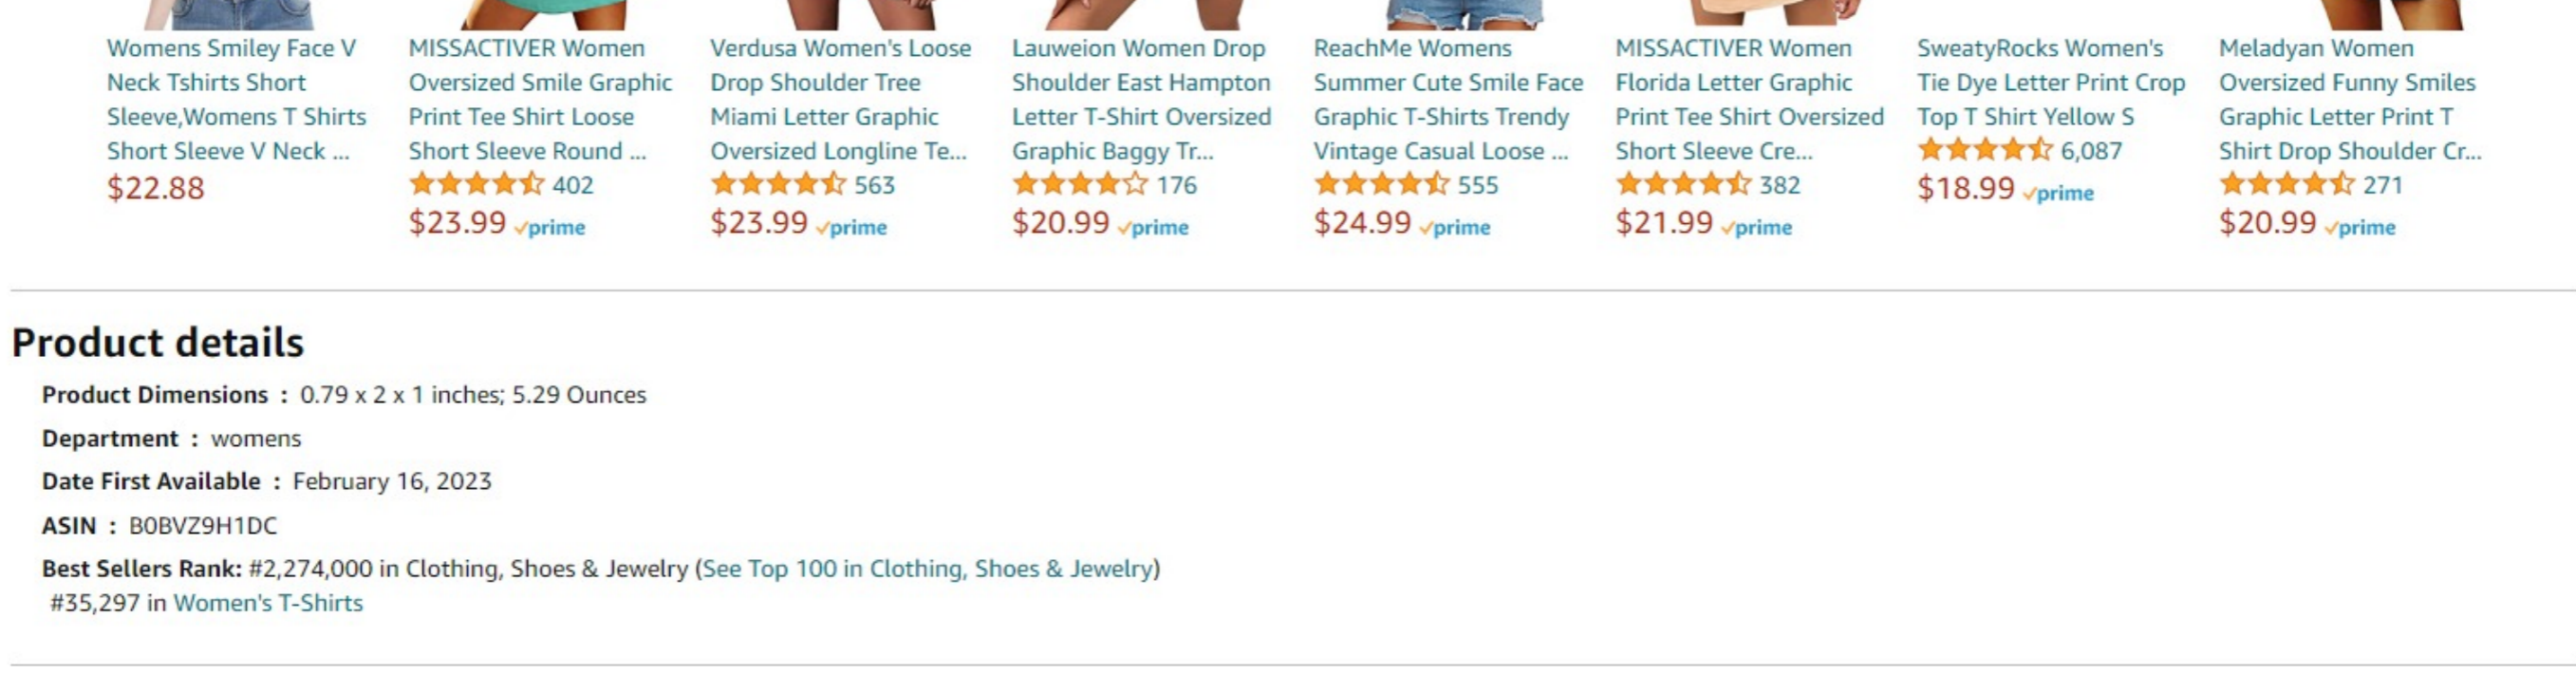 Womens Smiley Face V
Neck Tshirts Short
Sleeve,Womens T Shirts
Short Sleeve V Neck ...
$22.88
MISSACTIVER Women
Oversized Smile Graphic
Print Tee Shirt Loose
Short Sleeve Round ...
402
$23.99 prime
Verdusa Women's Loose
Drop Shoulder Tree
Miami Letter Graphic
Oversized Longline Te...
563
$23.99 prime
Lauweion Women Drop
Shoulder East Hampton
Letter T-Shirt Oversized
Graphic Baggy Tr...
176
$20.99 prime
ReachMe Womens
Summer Cute Smile Face
Graphic T-Shirts Trendy
Vintage Casual Loose ...
555
$24.99 prime
MISSACTIVER Women
Florida Letter Graphic
Print Tee Shirt Oversized
Short Sleeve Cre...
382
$21.99 prime
SweatyRocks Women's
Tie Dye Letter Print Crop
Top T Shirt Yellow S
6,087
$18.99 prime
Meladyan Women
Oversized Funny Smiles
Graphic Letter Print T
Shirt Drop Shoulder Cr...
271
$20.99 prime
Product details
Product Dimensions : 0.79 x 2 x 1 inches; 5.29 Ounces
Department : womens
Date First Available : February 16, 2023
ASIN : B0BVZ9H1DC
Best Sellers Rank: #2,274,000 in Clothing, Shoes & Jewelry (See Top 100 in Clothing, Shoes & Jewelry)
#35,297 in Women's T-Shirts